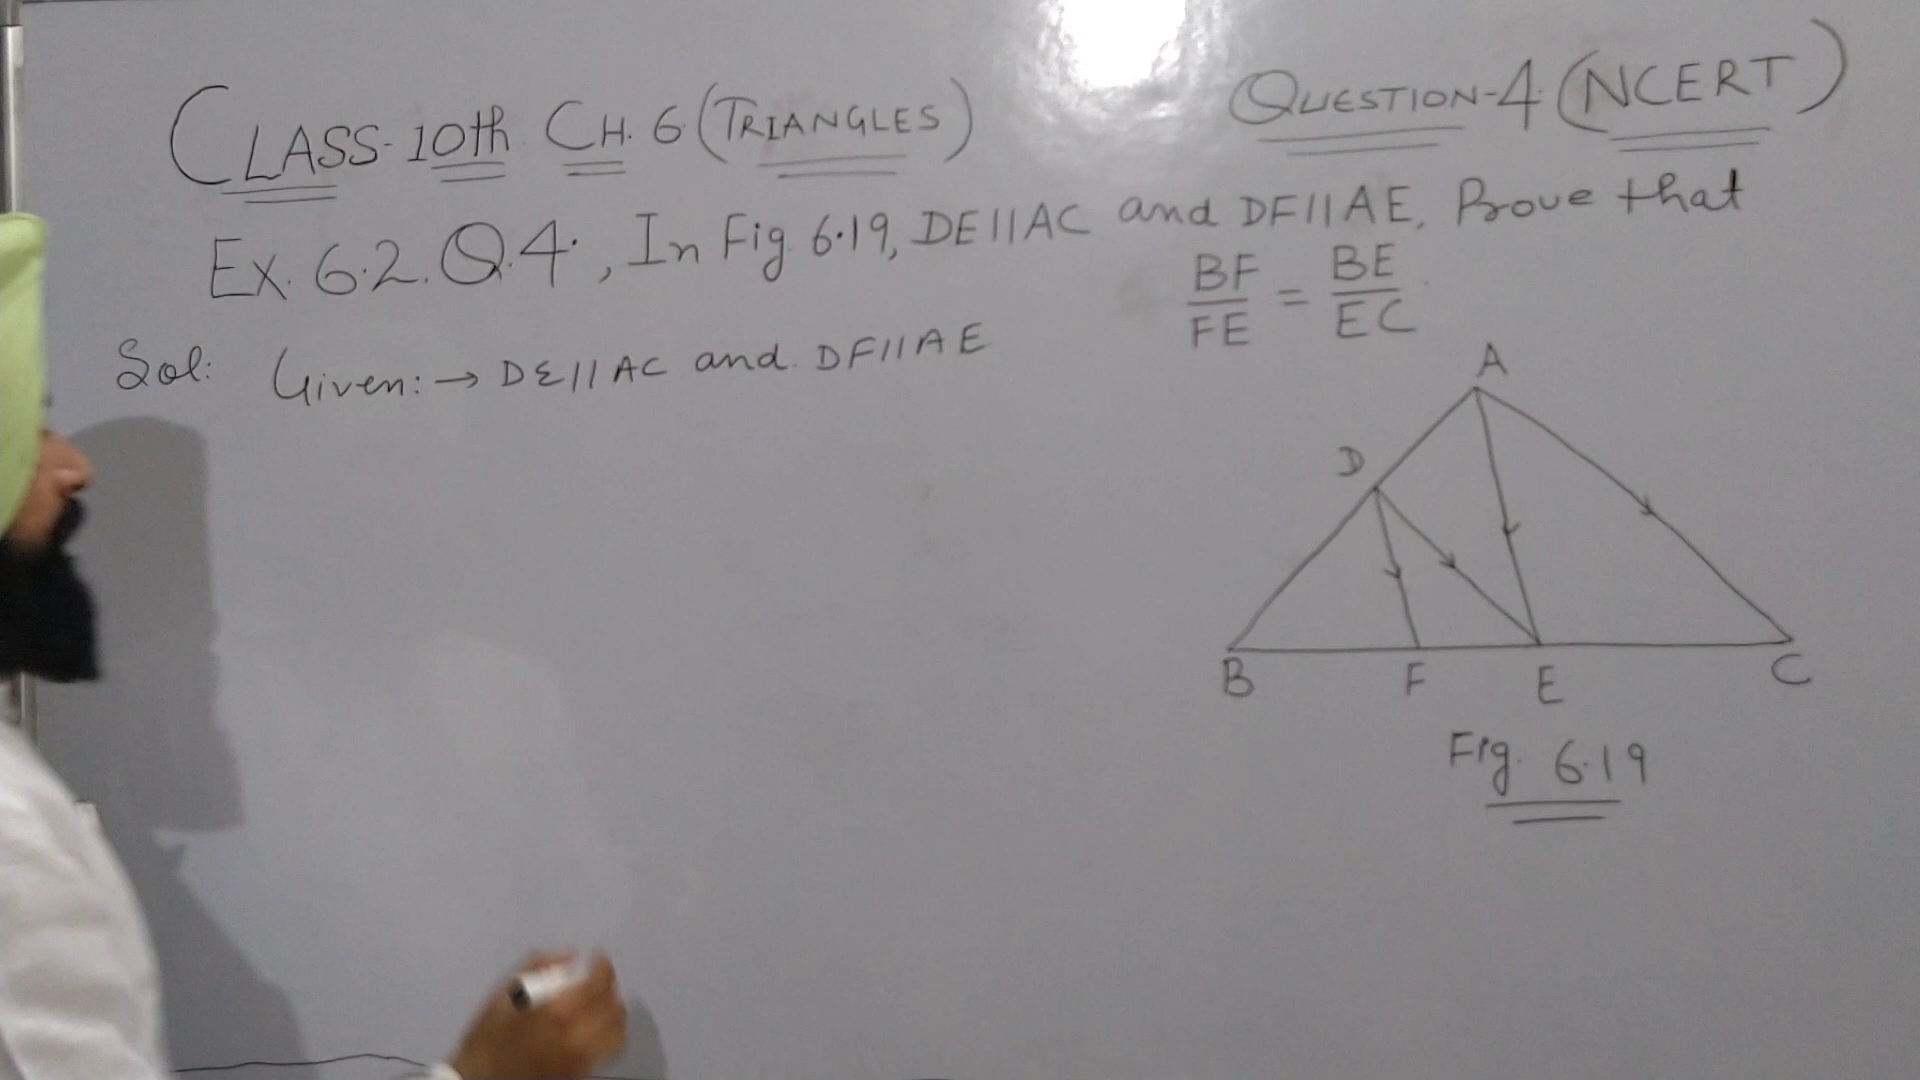 CLASS-10th CH. 6 (TRIANGLES)
QUESTION-4 (NCERT)
EX. 6.2. Q.4., In Fig 6.19, DE||AC and DF||AE, Prove that
BF/FE = BE/EC.
Sol: Given:→ DE||AC and DF||AE
A
D
B F E C
Fig. 6.19